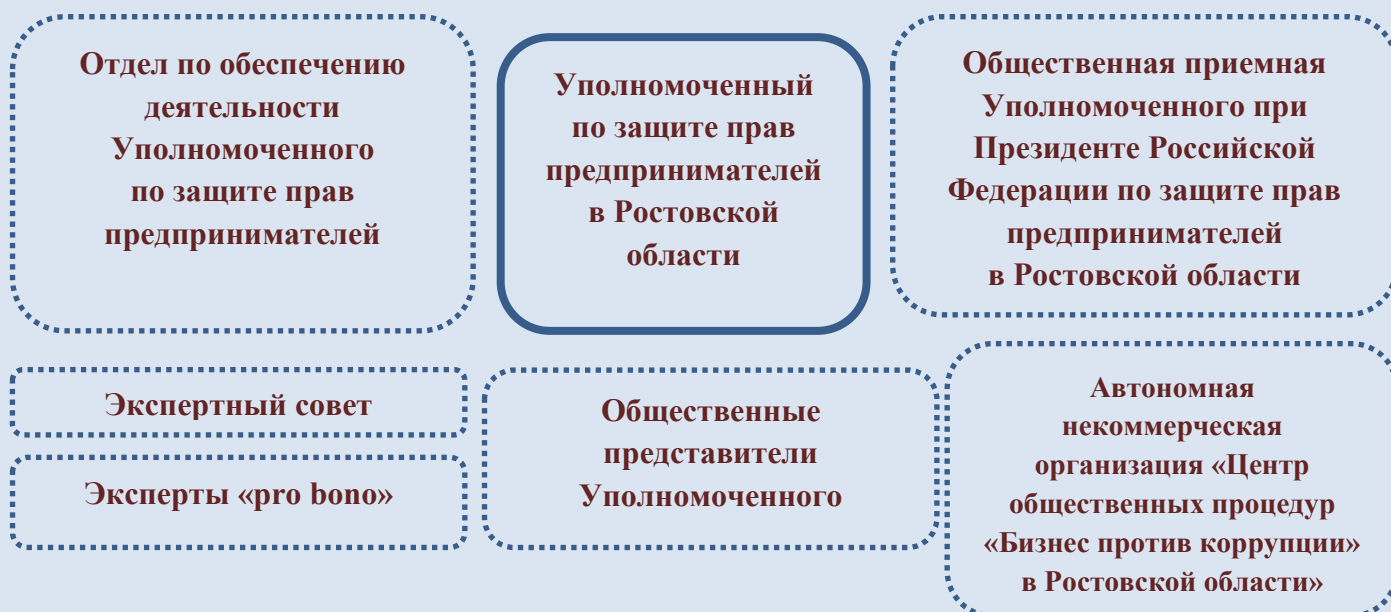 Отдел по обеспечению
деятельности
Уполномоченного
по защите прав
предпринимателей
Уполномоченный
по защите прав
предпринимателей
в Ростовской
области
Общественная приемная
Уполномоченного при
Президенте Российской
Федерации по защите прав
предпринимателей
в Ростовской области
Экспертный совет
Эксперты «pro bono»
Общественные
представители
Уполномоченного
Автономная
некоммерческая
организация «Центр
общественных процедур
«Бизнес против коррупции»
в Ростовской области»